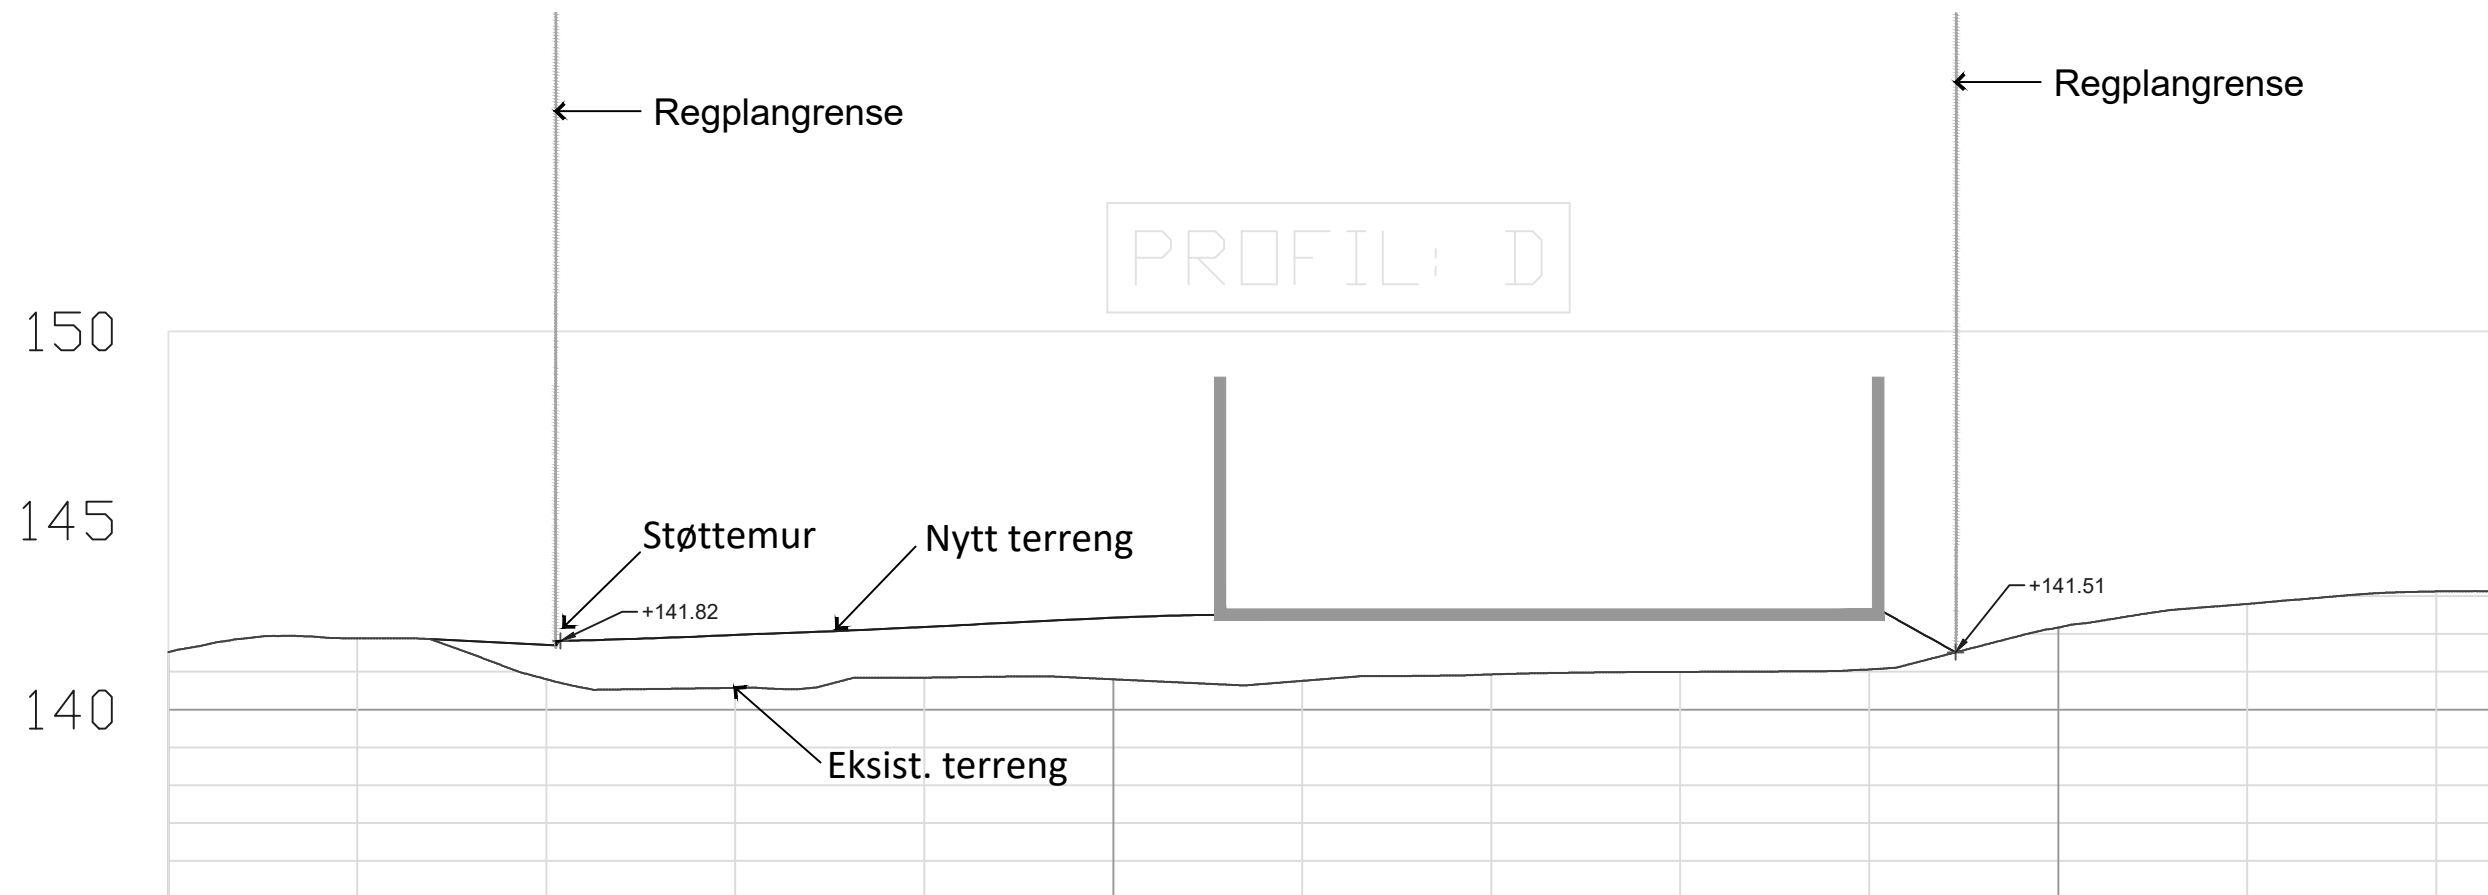 Regplangrense
Regplangrense
PROFIL: D
150
145
Støttemur
Nytt terreng
+141.82
+141.51
140
Eksist. terreng